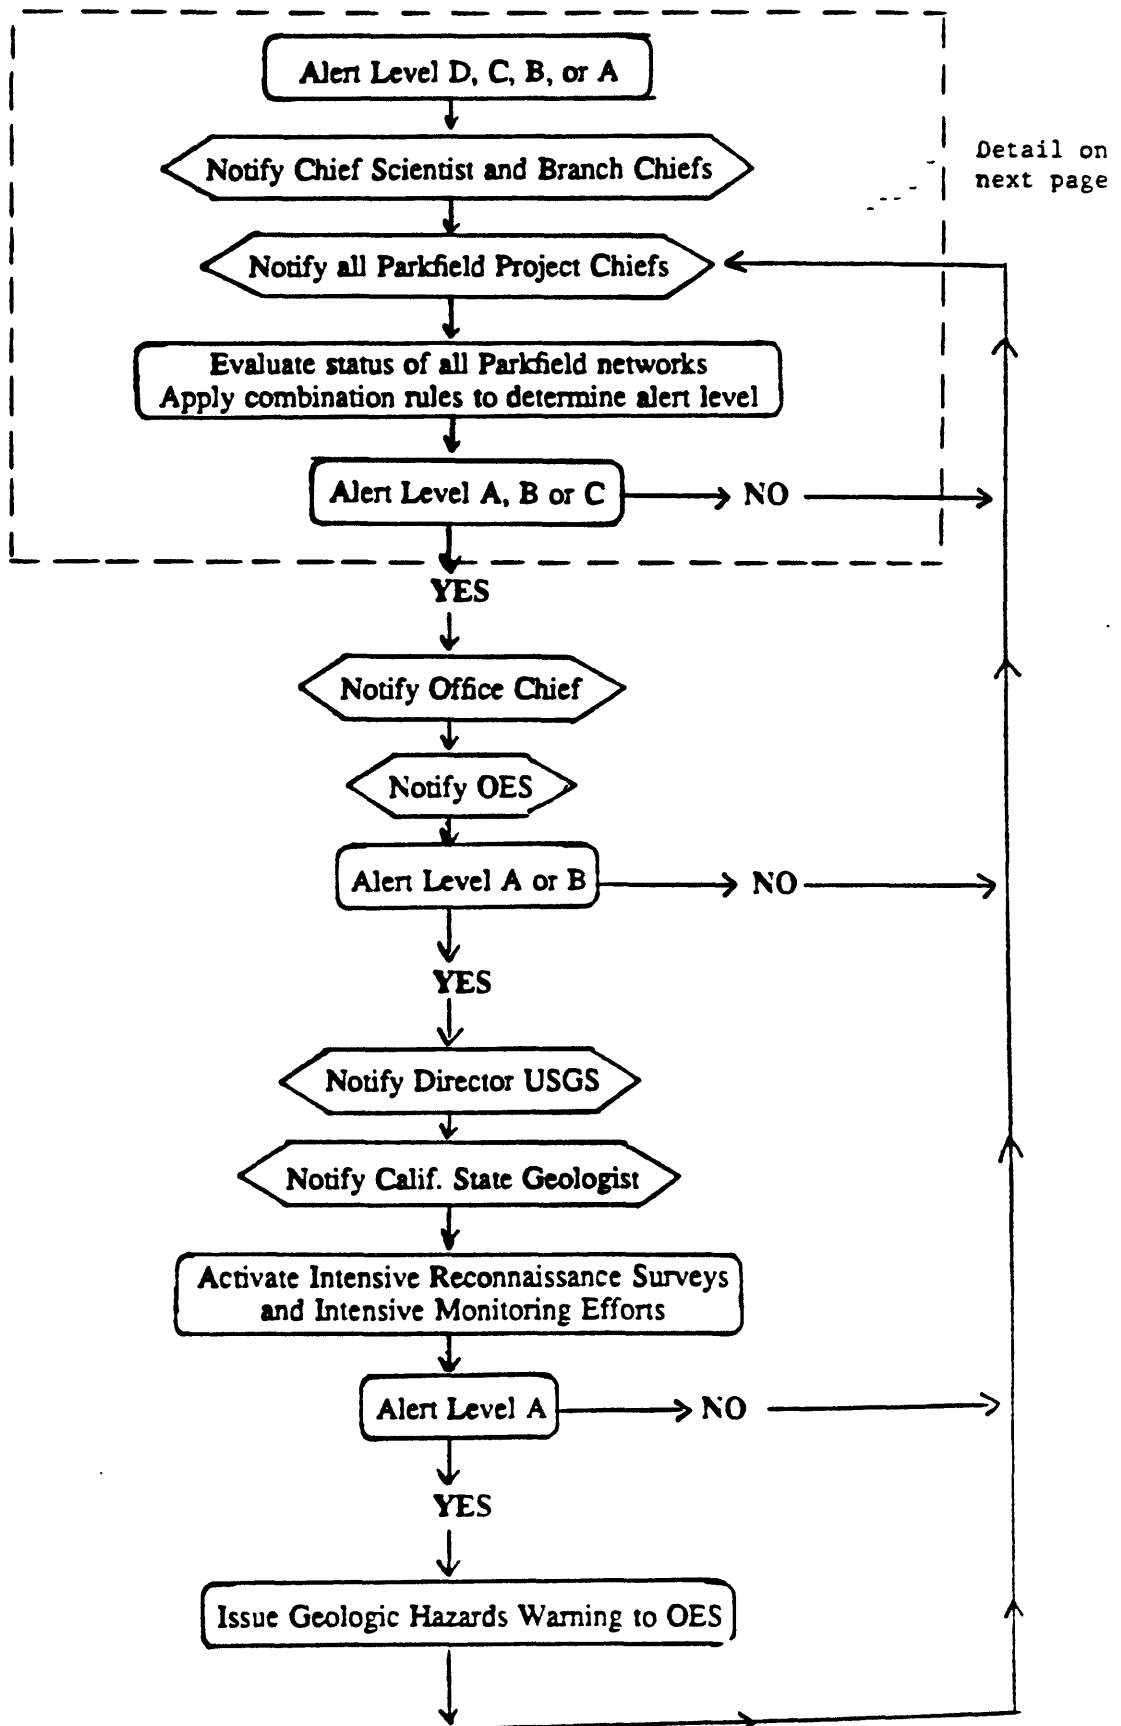 Alert Level D, C, B, or A
Notify Chief Scientist and Branch Chiefs
Detail on
next page
Notify all Parkfield Project Chiefs
Evaluate status of all Parkfield networks
Apply combination rules to determine alert level
Alert Level A, B or C
NO
YES
Notify Office Chief
Notify OES
Alert Level A or B
NO
YES
Notify Director USGS
Notify Calif. State Geologist
Activate Intensive Reconnaissance Surveys
and Intensive Monitoring Efforts
Alert Level A
NO
YES
Issue Geologic Hazards Warning to OES